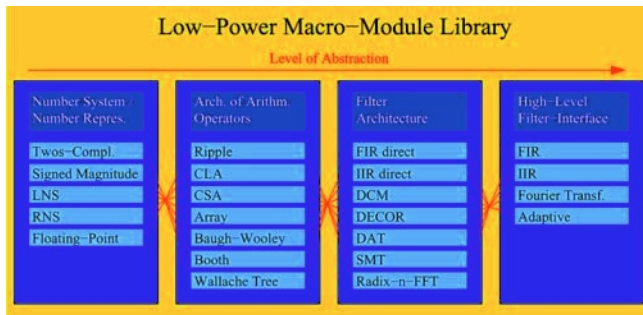 Low-Power Macro-Module Library
Level of Abstraction
Number System
Number Repres.
Twos-Compl.
Signed Magnitude
LNS
RNS
Floating-Point
Arch. of Arithm.
Operators
Ripple
CLA
CSA
Array
Baugh-Wooley
Booth
Wallache Tree
Filter
Architecture
FIR direct
IIR direct
DCM
DECOR
DAT
SMT
Radix-n-FFT
High-Level
Filter-Interface
FIR
IIR
Fourier Transf.
Adaptive